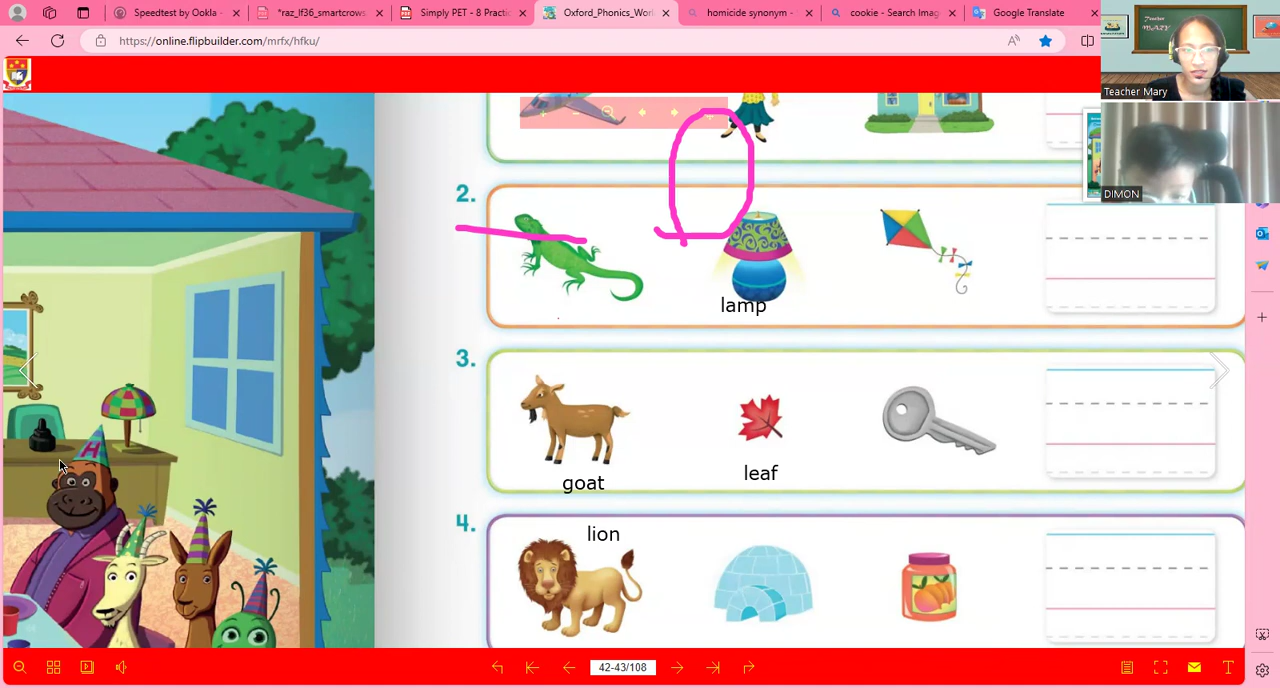 Speedtest by Ookla -
*raz_lf36_smartcrows.
Simply PET - 8 Practic
Oxford_Phonics_Worl
homicide synonym -
cookie - Search Imag
Google Translate
https://online.flipbuilder.com/mrfx/hfku/
Teacher Mary
DIMON
2.
lamp
3.
goat
leaf
4.
lion
H
42-43/108